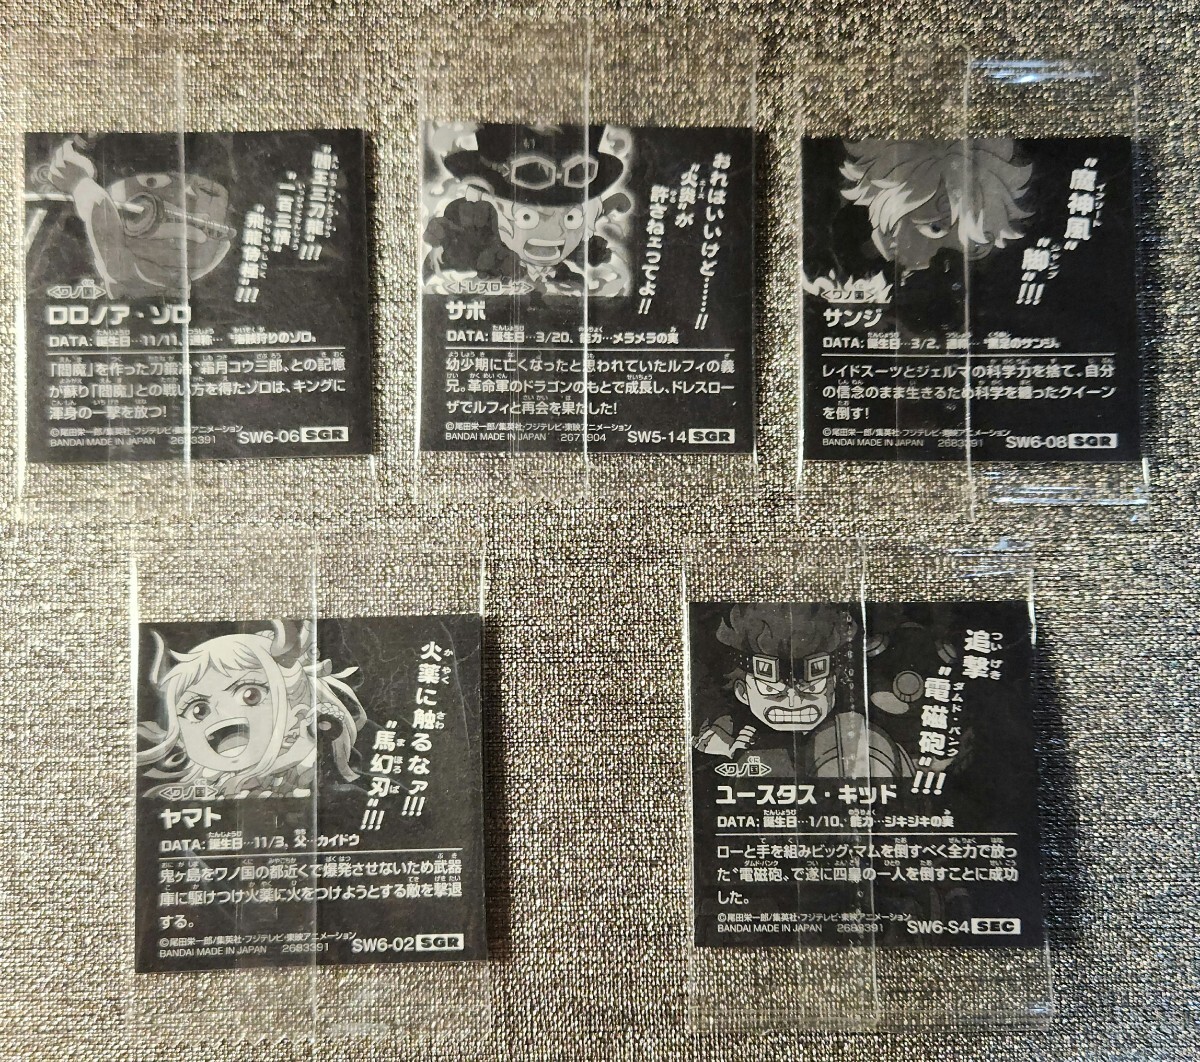 "閻王三刀龍"!!!
"一百三情
飛龍侍極"!!!
<ワノ国>
ロロノア・ゾロ
DATA: 誕生日…11/11、通称…"海賊狩りのゾロ"
「閻魔」を作った刀鍛冶"霜月コウ三郎"との記憶
が蘇り「閻魔」との戦い方を得たゾロは、キングに
渾身の一撃を放つ!
©尾田栄一郎/集英社・フジテレビ・東映アニメーション
BANDAI MADE IN JAPAN 2683391 SW6-06 SGR
おれはいいけど……!!
"火拳"が
許さねェってよ!!
<ドレスローザ>
サボ
DATA: 誕生日…3/20、能力…メラメラの実
幼少期に亡くなったと思われていたルフィの義
兄。革命軍のドラゴンのもとで成長し、ドレスロー
ザでルフィと再会を果たした!
©尾田栄一郎/集英社・フジテレビ・東映アニメーション
BANDAI MADE IN JAPAN 2671904 SW5-14 SGR
"魔神風"
"脚"!!!
<ワノ国>
サンジ
DATA: 誕生日…3/2、通称…"黒足のサンジ"
レイドスーツとジェルマの科学力を捨て、自分
の信念のまま生きるため科学を纏ったクイーン
を倒す!
©尾田栄一郎/集英社・フジテレビ・東映アニメーション
BANDAI MADE IN JAPAN 2683391 SW6-08 SGR
火薬に触るなァ!!!
"馬幻刃"!!!
<ワノ国>
ヤマト
DATA: 誕生日…11/3、父…カイドウ
鬼ヶ島をワノ国の都近くで爆発させないため武器
庫に駆けつけ火薬に火をつけようとする敵を撃退
する。
©尾田栄一郎/集英社・フジテレビ・東映アニメーション
BANDAI MADE IN JAPAN 2683391 SW6-02 SGR
追撃
"電磁砲"!!!
<ワノ国>
ユースタス・キッド
DATA: 誕生日…1/10、能力…ジキジキの実
ローと手を組みビッグ・マムを倒すべく全力で放っ
た"電磁砲"で遂に四皇の一人を倒すことに成功
した。
©尾田栄一郎/集英社・フジテレビ・東映アニメーション
BANDAI MADE IN JAPAN 2683391 SW6-S4 SEC